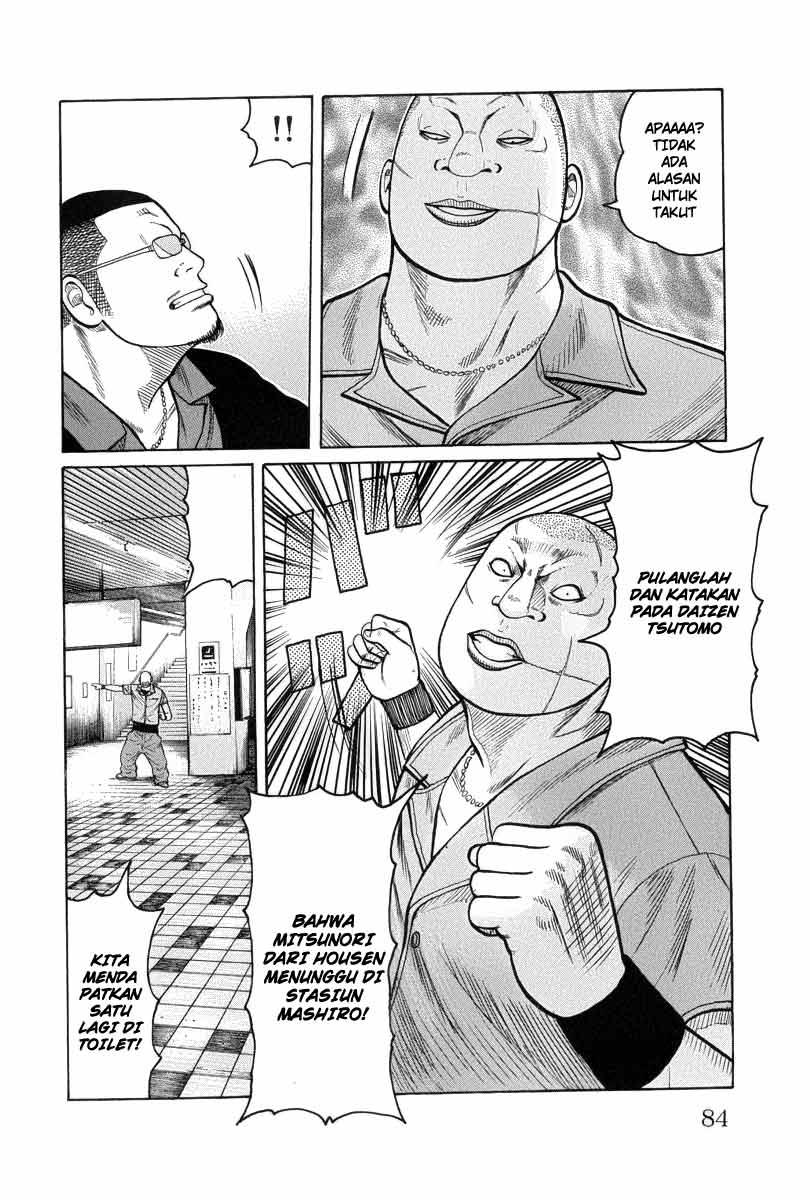 APAAAA?
TIDAK
ADA
ALASAN
UNTUK
TAKUT
!!
PULANGLAH
DAN KATAKAN
PADA DAIZEN
TSUTOMO
BAHWA
MITSUNORI
DARI HOUSEN
MENUNGGU DI
STASIUN
MASHIRO!
KITA
MENDA
PATKAN
SATU
LAGI DI
TOILET!
84